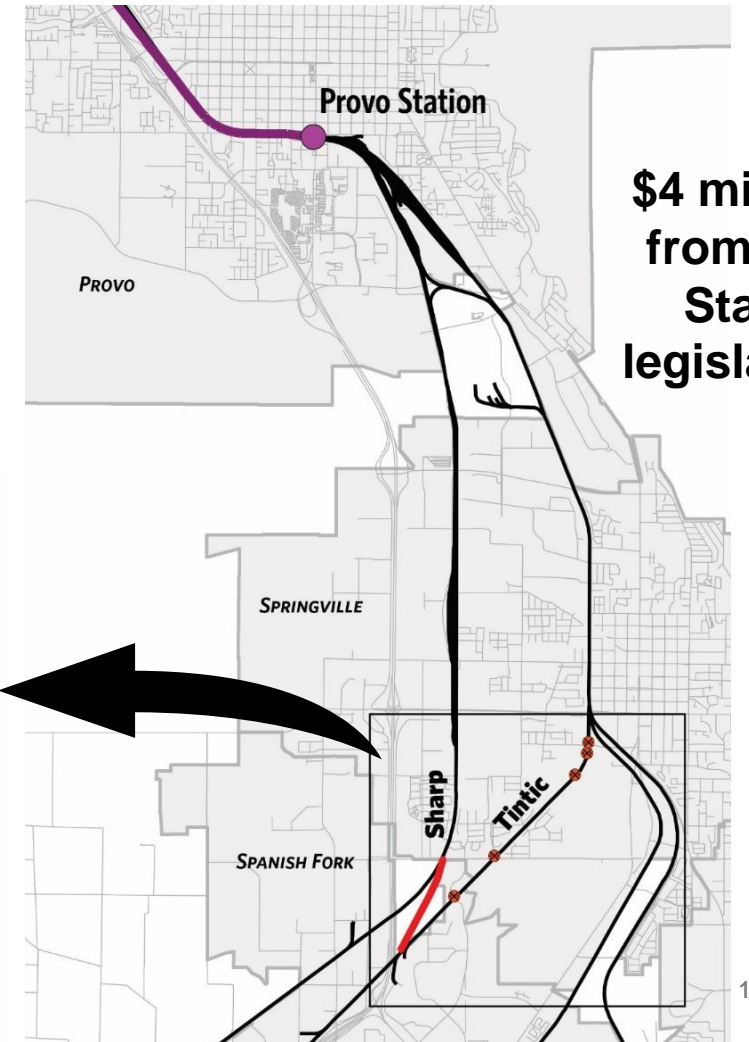 Provo Station
$4 mi
from
Sta
legisla
PROVO
SPRINGVILLE
Sharp
Tintic
SPANISH FORK
1